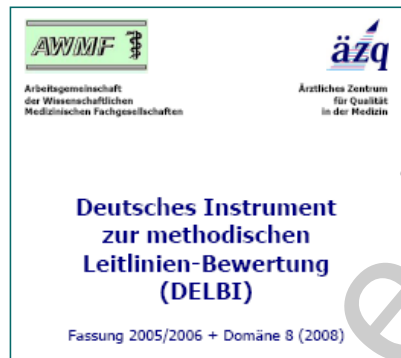 AWMF
äzq
Arbeitsgemeinschaft
der Wissenschaftlichen
Medizinischen Fachgesellschaften
Ärztliches Zentrum
für Qualität
in der Medizin
Deutsches Instrument
zur methodischen
Leitlinien-Bewertung
(DELBI)
Fassung 2005/2006 + Domäne 8 (2008)